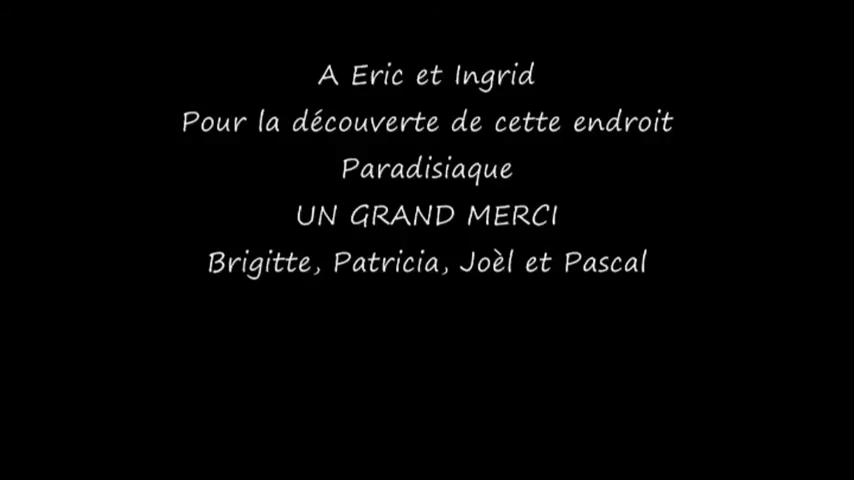 A Eric et Ingrid
Pour la découverte de cette endroit
Paradisiaque
UN GRAND MERCI
Brigitte, Patricia, Joèl et Pascal